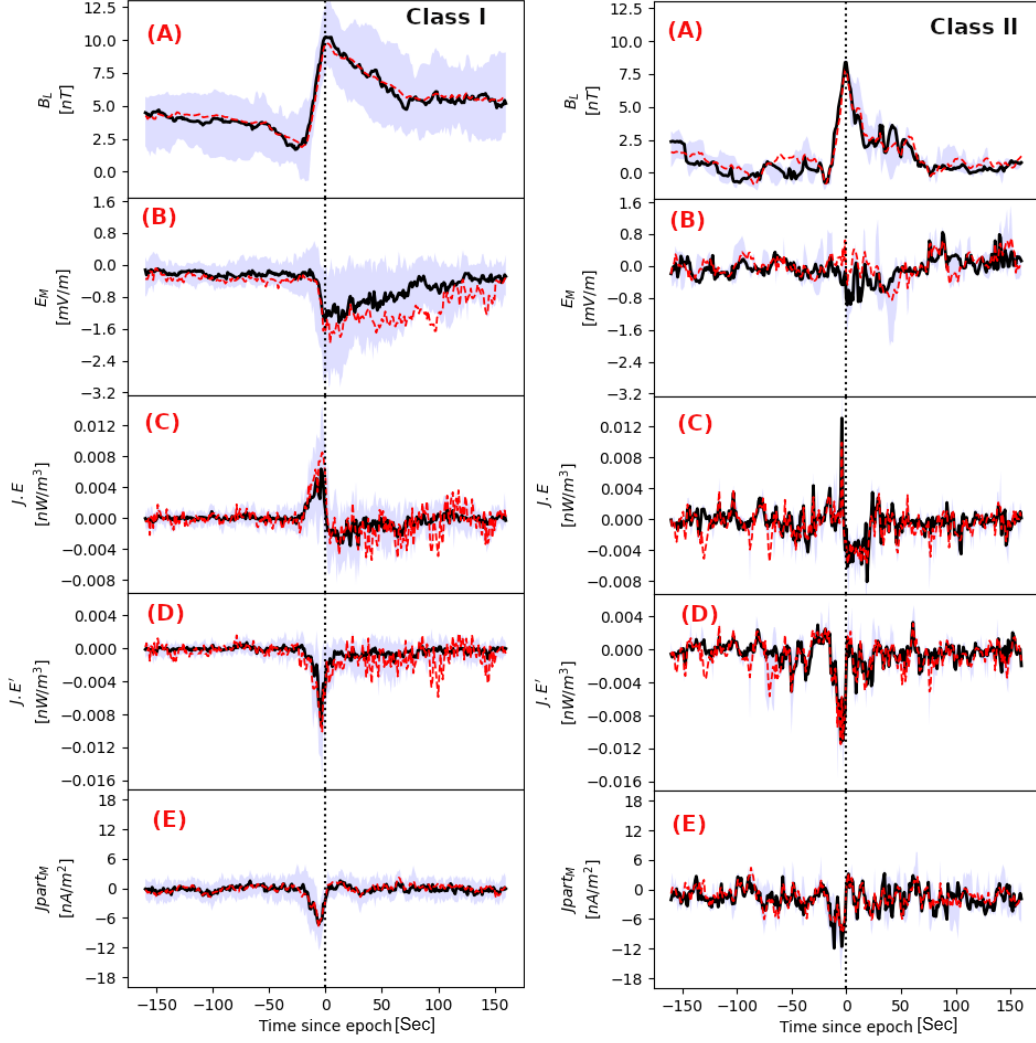 Class I
(A)
B_L
[nT]
12.5
10.0
7.5
5.0
2.5
0.0
(B)
E_M
[mV/m]
1.6
0.8
0.0
−0.8
−1.6
−2.4
−3.2
(C)
J.E
[nW/m^3]
0.012
0.008
0.004
0.000
−0.004
−0.008
(D)
J.E′
[nW/m^3]
0.004
0.000
−0.004
−0.008
−0.012
−0.016
(E)
Jpart_M
[nA/m^2]
18
12
6
0
−6
−12
−18
−150 −100 −50 0 50 100 150
Time since epoch [Sec]
Class II
(A)
B_L
[nT]
12.5
10.0
7.5
5.0
2.5
0.0
(B)
E_M
[mV/m]
1.6
0.8
0.0
−0.8
−1.6
−2.4
−3.2
(C)
J.E
[nW/m^3]
0.012
0.008
0.004
0.000
−0.004
−0.008
(D)
J.E′
[nW/m^3]
0.004
0.000
−0.004
−0.008
−0.012
−0.016
(E)
Jpart_M
[nA/m^2]
18
12
6
0
−6
−12
−18
−150 −100 −50 0 50 100 150
Time since epoch [Sec]